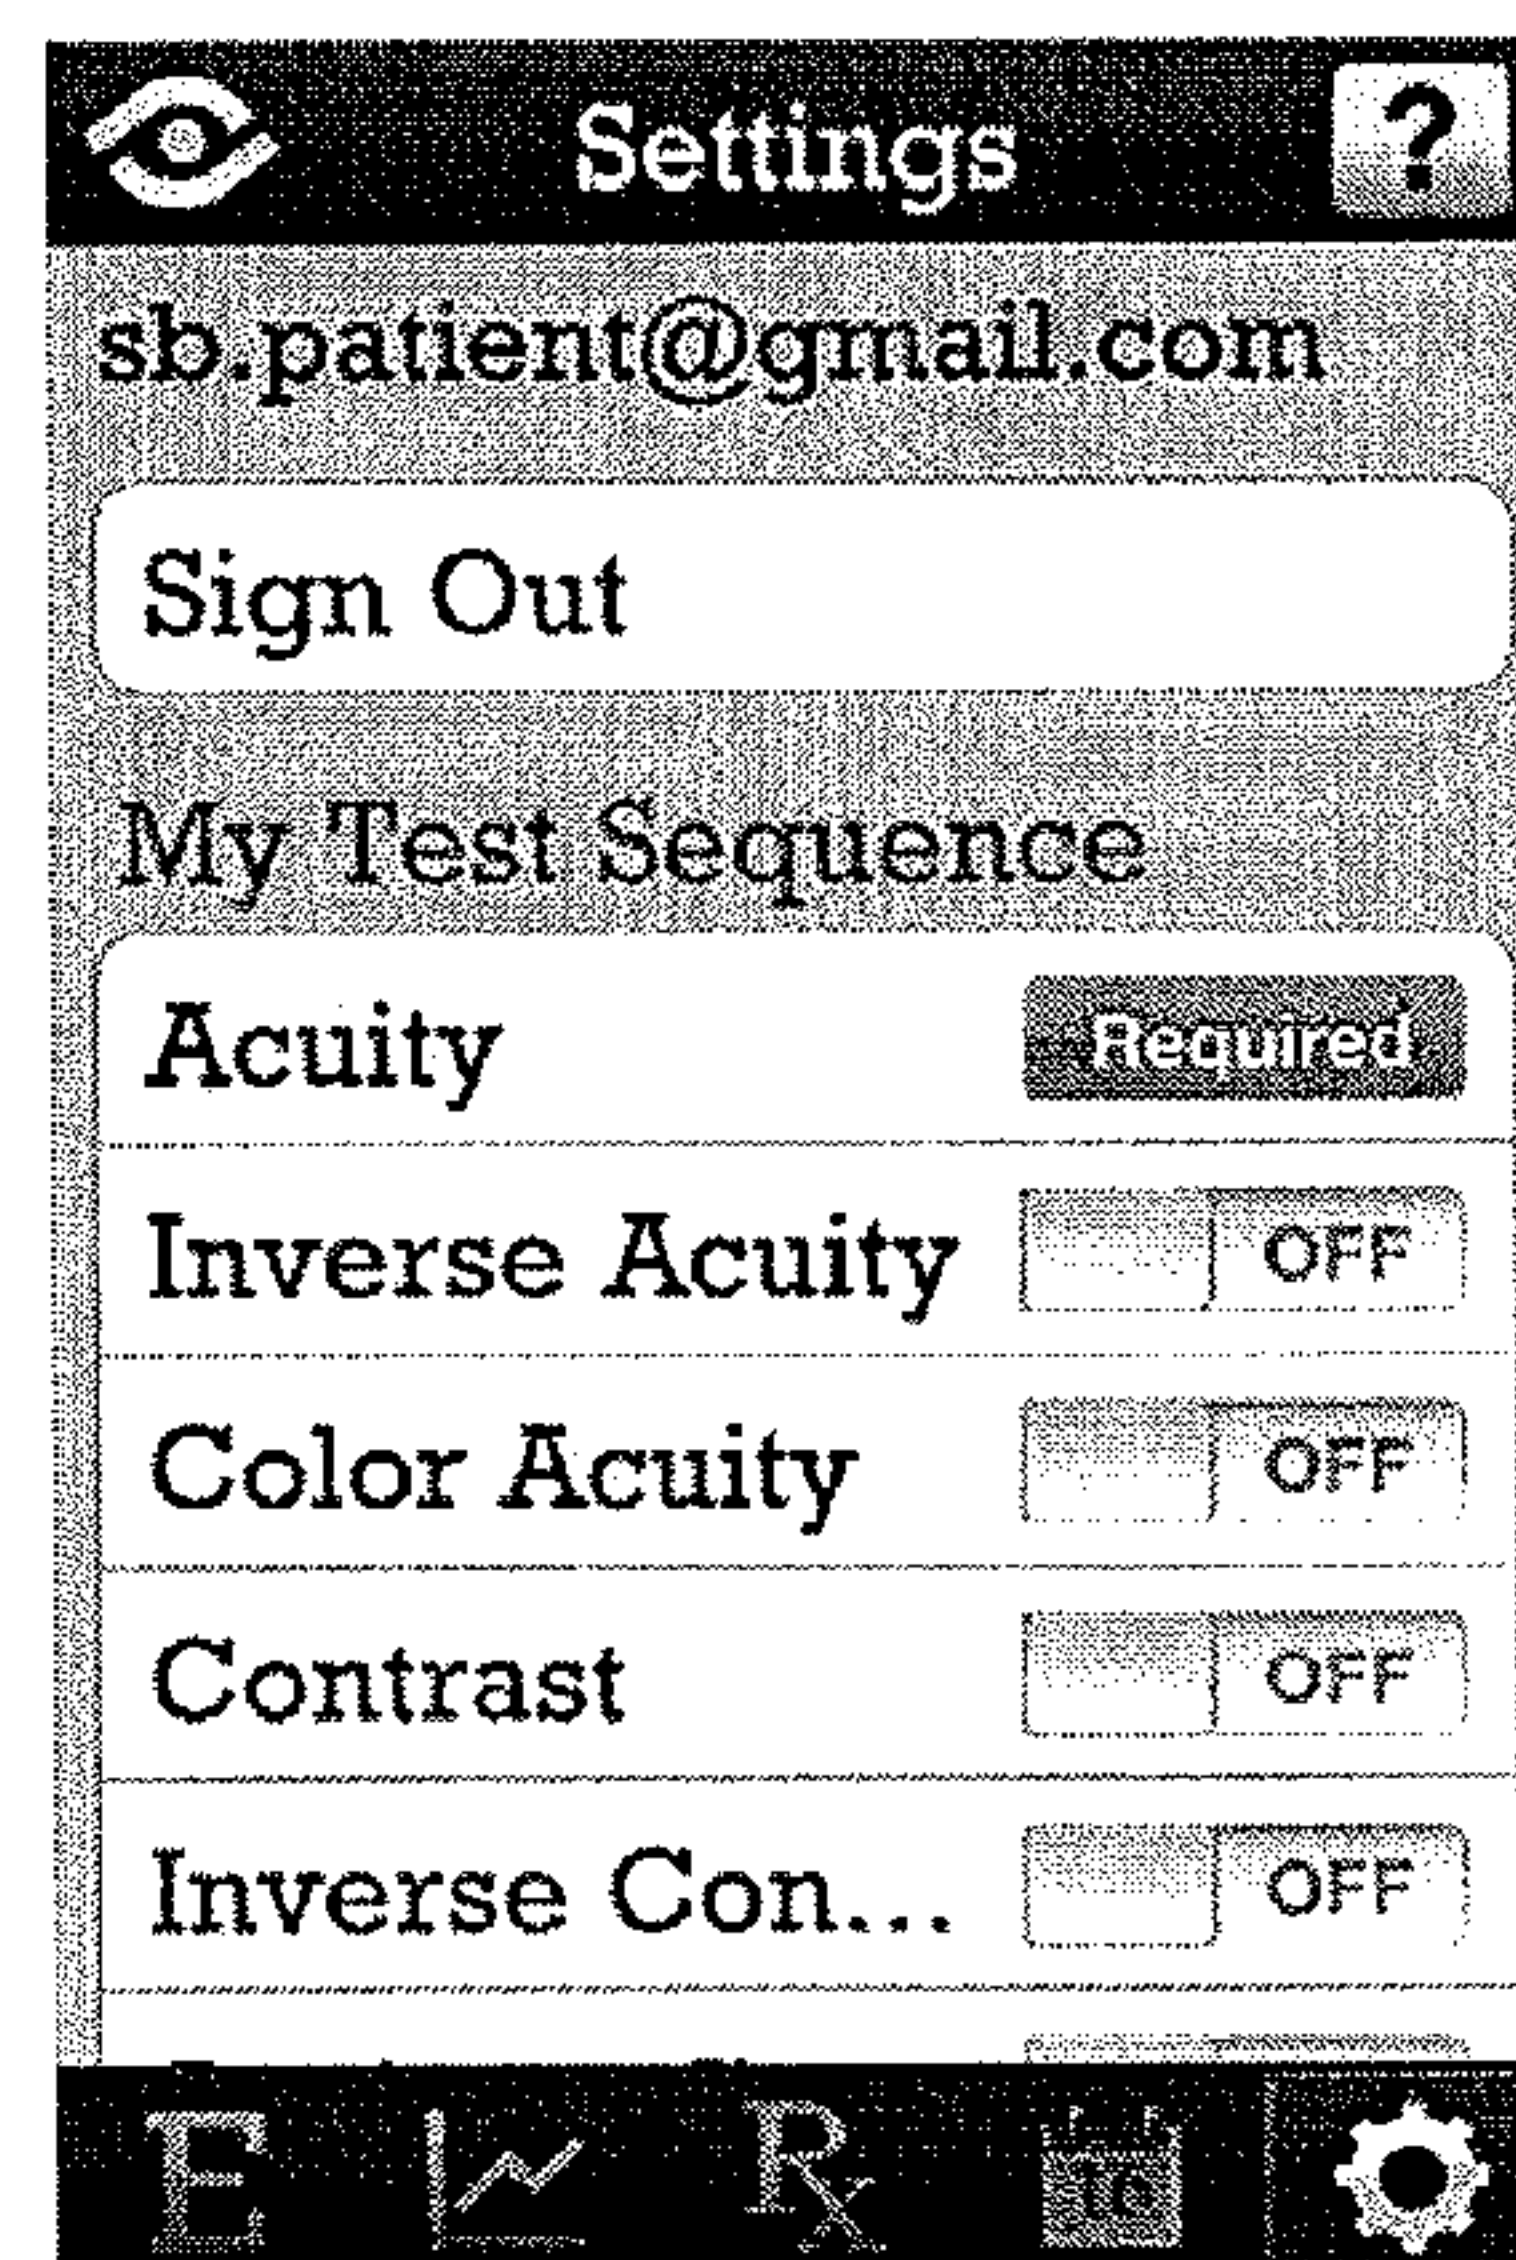 Settings ?
sb.patient@gmail.com
Sign Out
My Test Sequence
Acuity Required
Inverse Acuity OFF
Color Acuity OFF
Contrast OFF
Inverse Con... OFF
E Rx